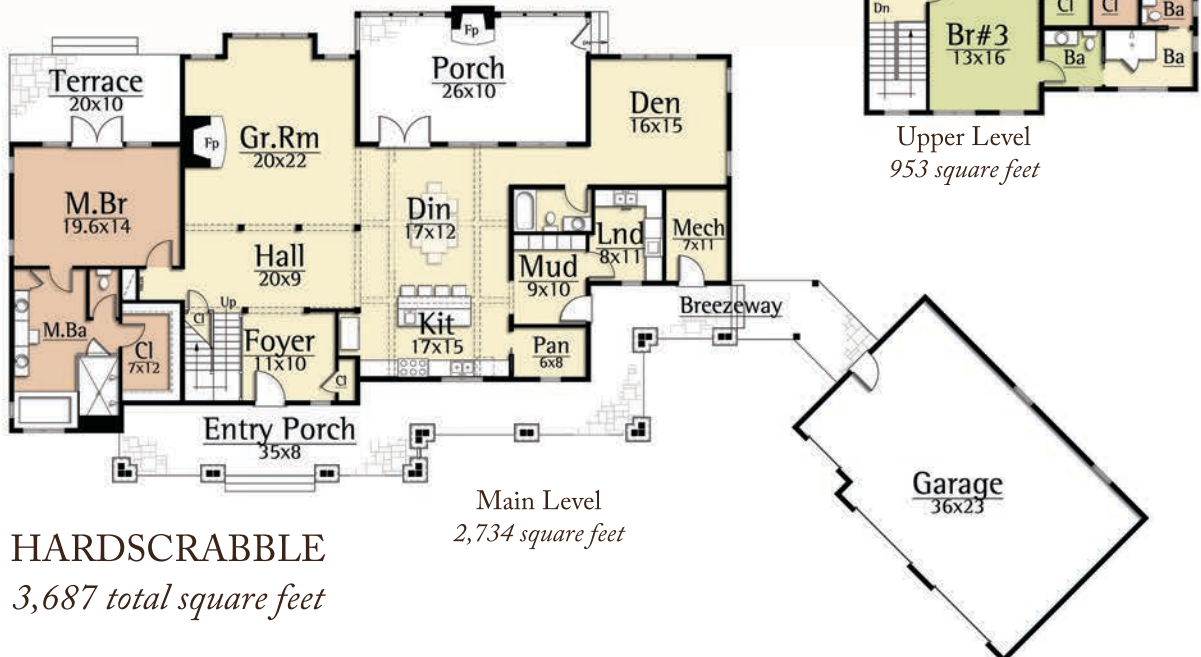 Fp
Porch
26x10
Terrace
20x10
Gr.Rm
20x22
Fp
Den
16x15
M.Br
19.6x14
Din
17x12
Hall
20x9
Lnd
8x11
Mech
7x11
Mud
9x10
Up
Cl
M.Ba
Cl
7x12
Foyer
11x10
Cl
Kit
17x15
Pan
6x8
Breezeway
Entry Porch
35x8
Garage
36x23
Main Level
2,734 square feet
Dn
Br#3
13x16
Cl
Cl
Ba
Ba
Ba
Upper Level
953 square feet
HARDSCRABBLE
3,687 total square feet